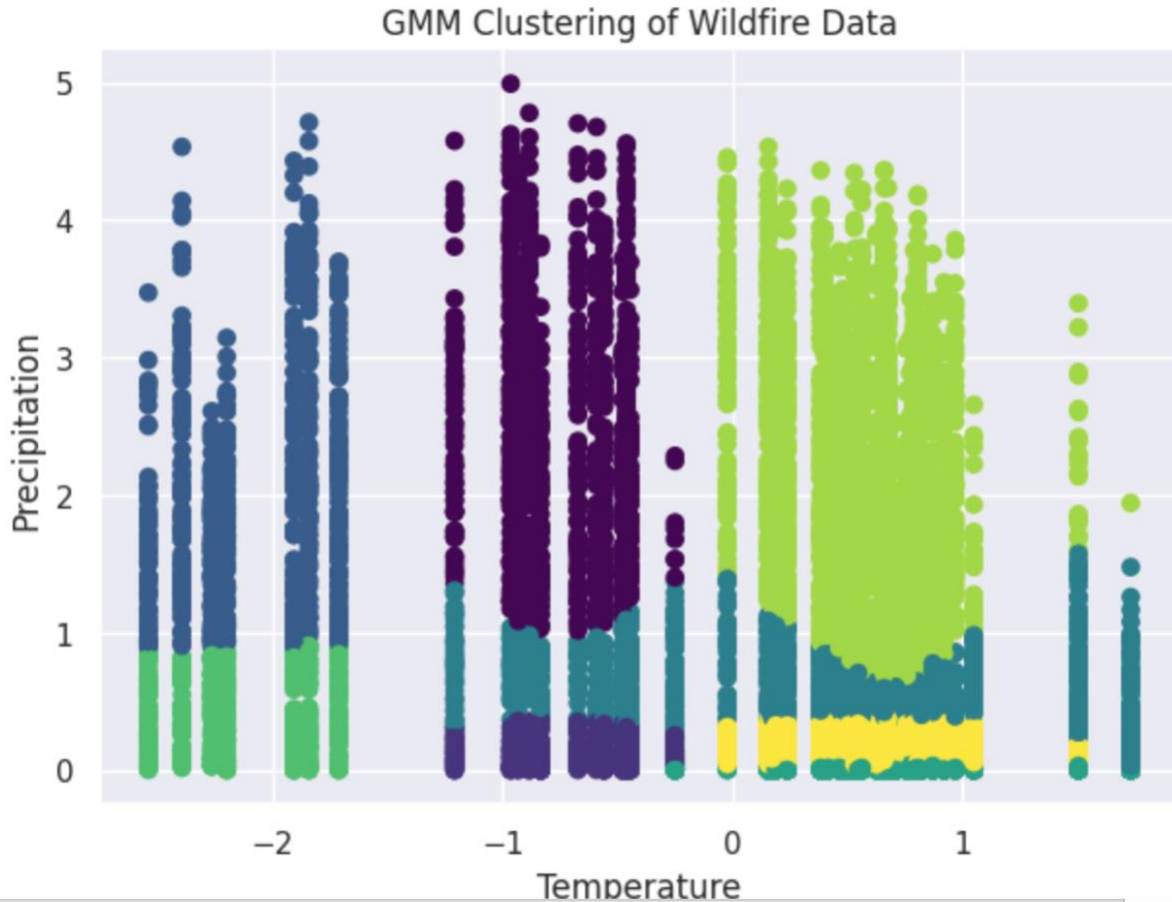 GMM Clustering of Wildfire Data
5
4
3
2
1
0
Precipitation
−2 −1 0 1
Temperature